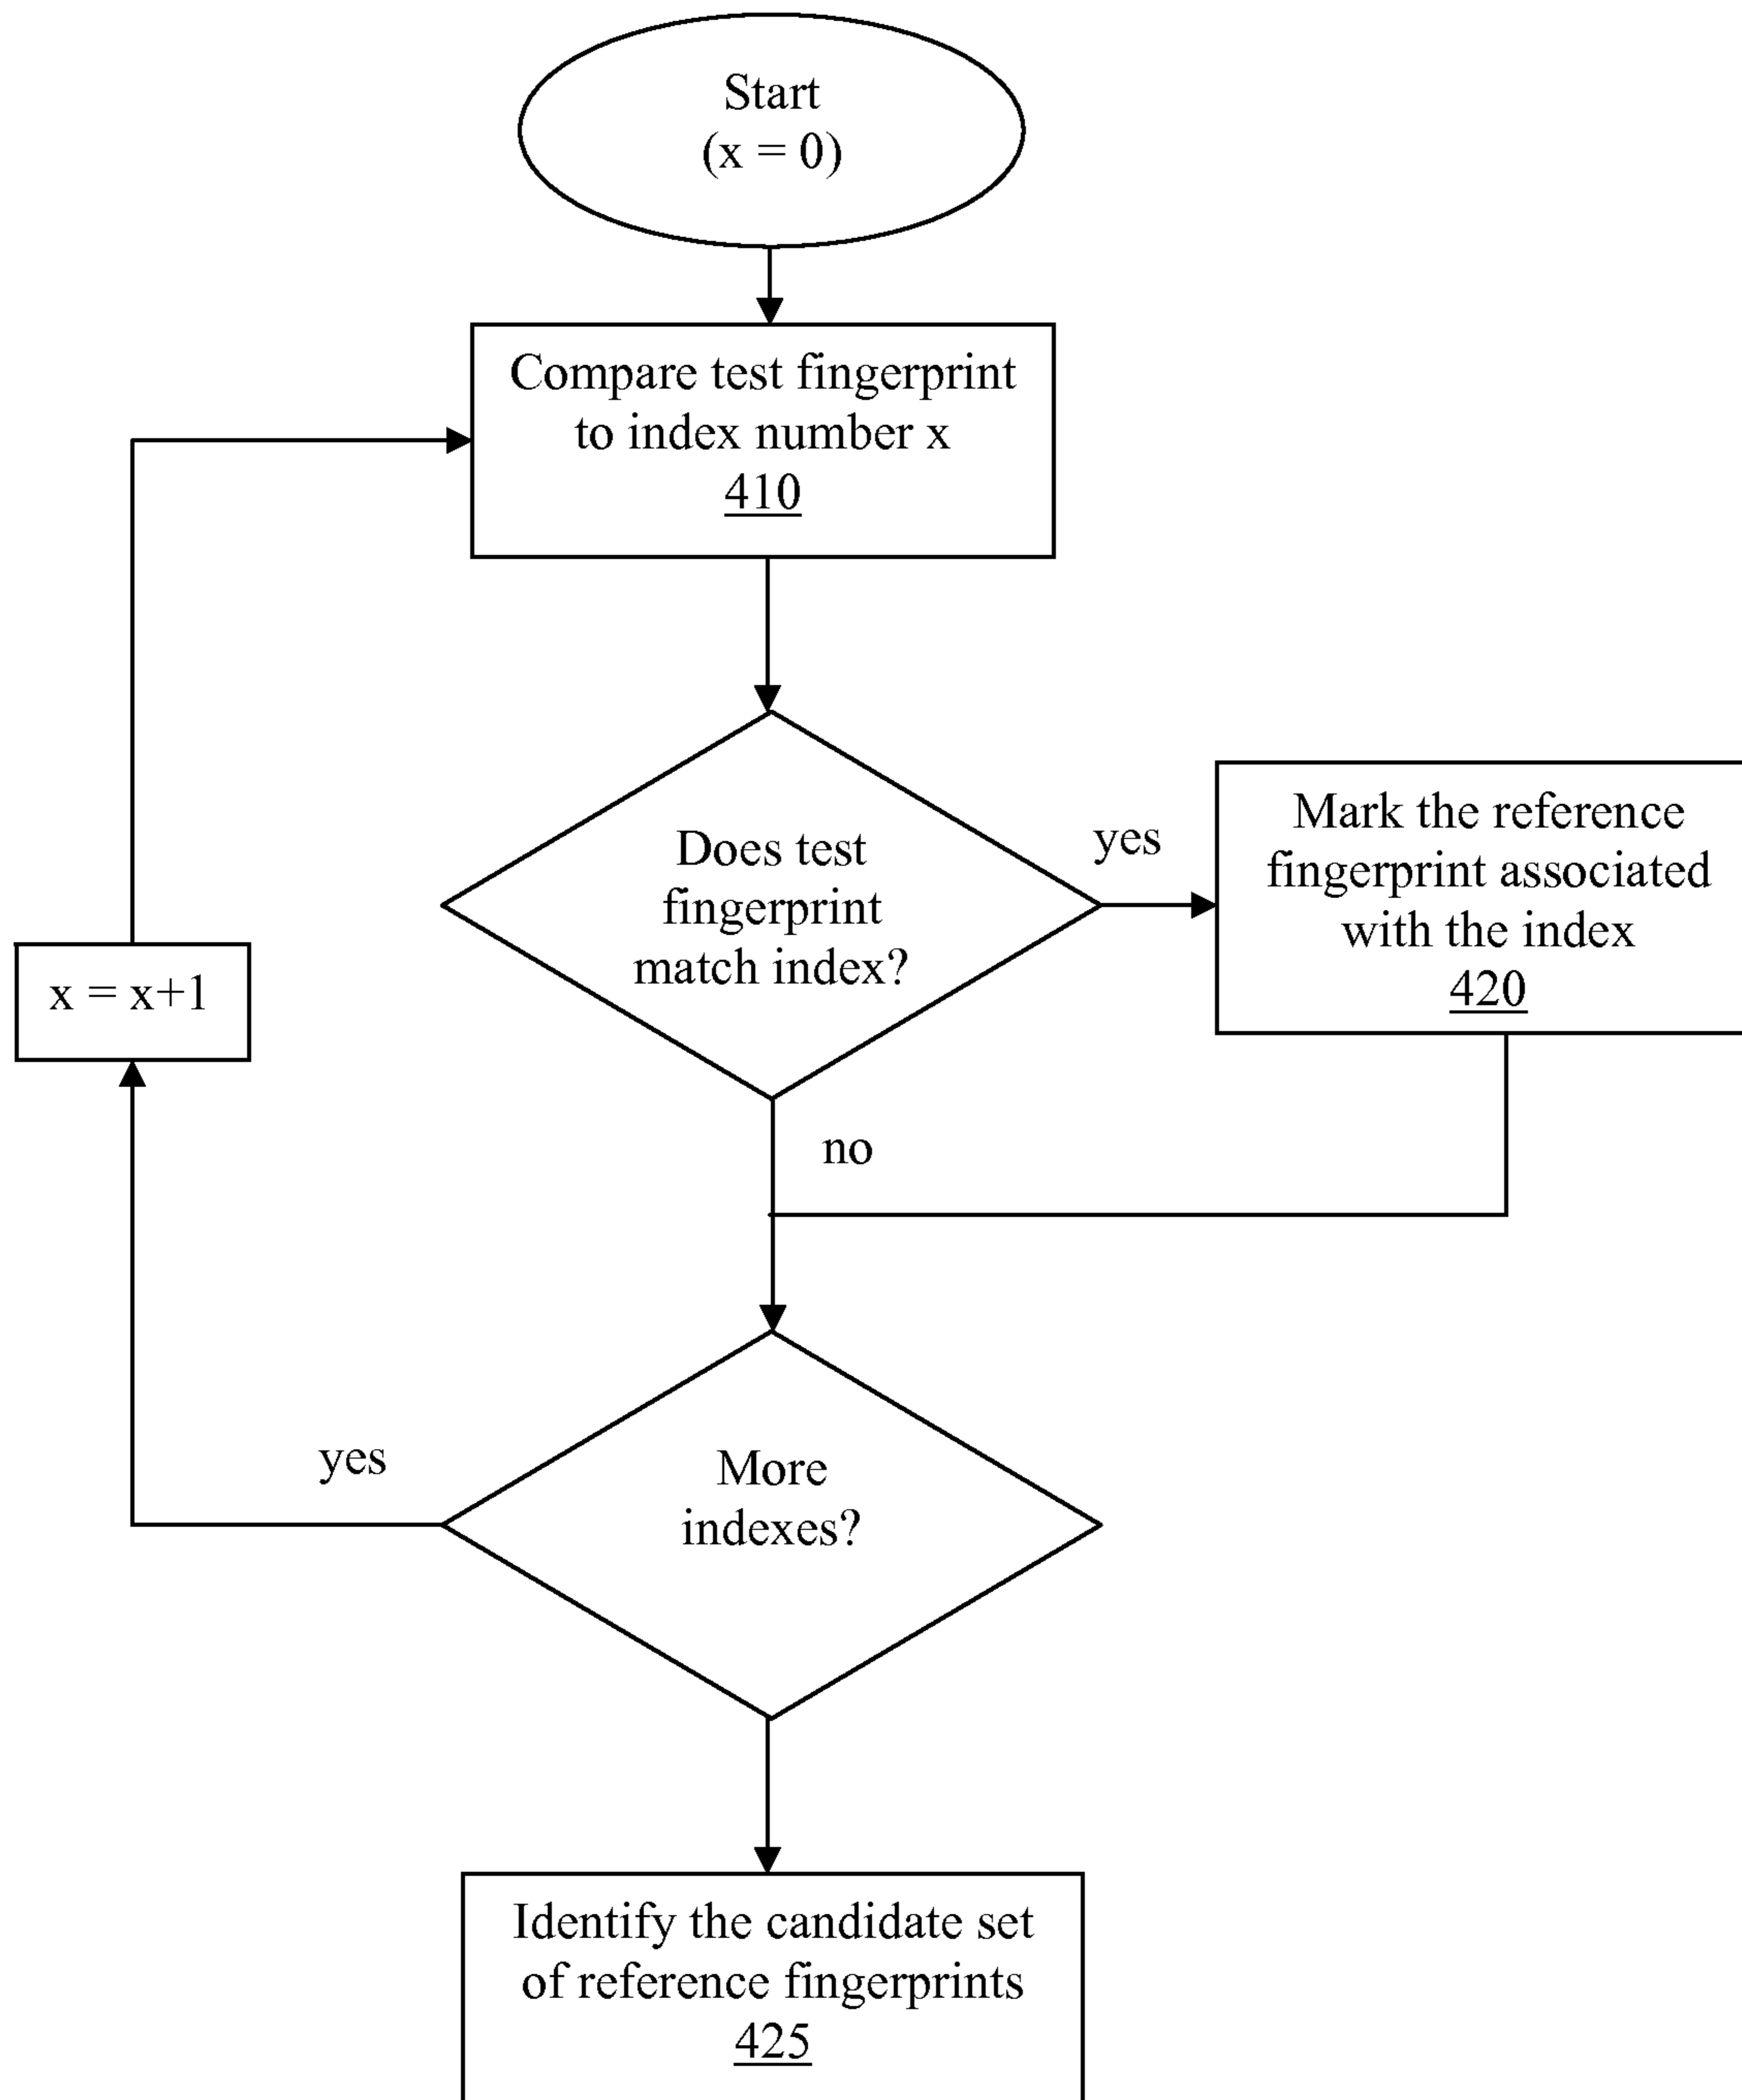 Start
(x = 0)
Compare test fingerprint
to index number x
410
Does test
fingerprint
match index?
yes
Mark the reference
fingerprint associated
with the index
420
x = x+1
no
yes
More
indexes?
Identify the candidate set
of reference fingerprints
425